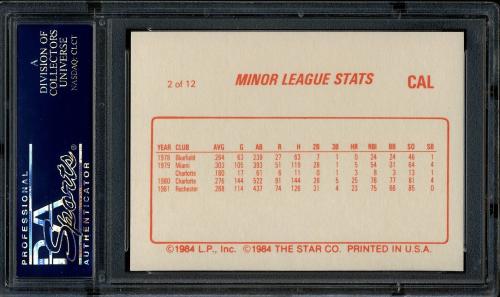 A
DIVISION OF
COLLECTORS
UNIVERSE
NASDAQ: CLCT
PROFESSIONAL
PSA
Sports®
AUTHENTICATOR
2 of 12 MINOR LEAGUE STATS CAL
YEAR CLUB AVG G AB R H 2B 3B HR RBI BB SO SB
1978 Bluefield .264 63 239 27 63 7 1 0 24 24 46 1
1979 Miami .303 105 393 51 119 28 1 5 53 31 64 4
Charlotte .180 17 61 6 11 0 1 3 8 3 13 1
1980 Charlotte .276 144 522 91 144 28 5 25 78 77 81 4
1981 Rochester .288 114 437 74 126 31 4 23 75 66 85 0
©1984 L.P., Inc. ©1984 THE STAR CO. PRINTED IN U.S.A.